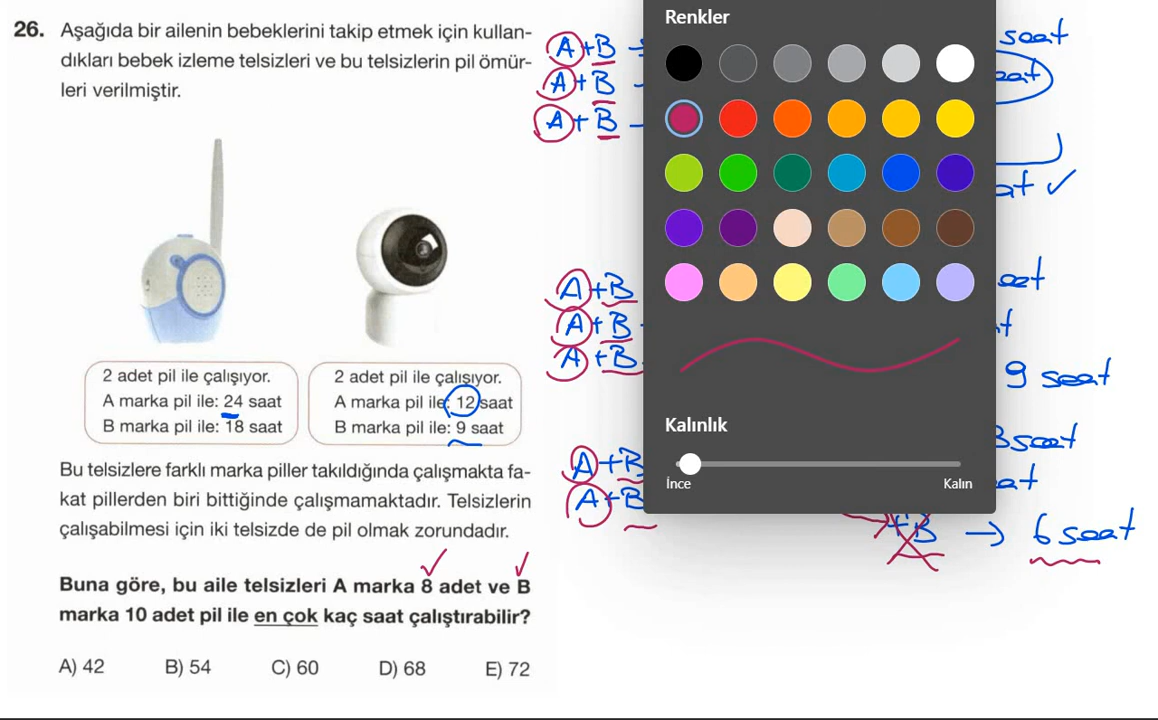 26. Aşağıda bir ailenin bebeklerini takip etmek için kullan-
dıkları bebek izleme telsizleri ve bu telsizlerin pil ömür-
leri verilmiştir.
2 adet pil ile çalışıyor.
A marka pil ile: 24 saat
B marka pil ile: 18 saat
2 adet pil ile çalışıyor.
A marka pil ile: 12 saat
B marka pil ile: 9 saat
Bu telsizlere farklı marka piller takıldığında çalışmakta fa-
kat pillerden biri bittiğinde çalışmamaktadır. Telsizlerin
çalışabilmesi için iki telsizde de pil olmak zorundadır.
Buna göre, bu aile telsizleri A marka 8 adet ve B
marka 10 adet pil ile en çok kaç saat çalıştırabilir?
A) 42 B) 54 C) 60 D) 68 E) 72
A+B →
A+B
A+B
A+B
A+B
A+B
A+B
A+B
Renkler
Kalınlık
İnce Kalın
saat
9 saat
saat
+B → 6 saat